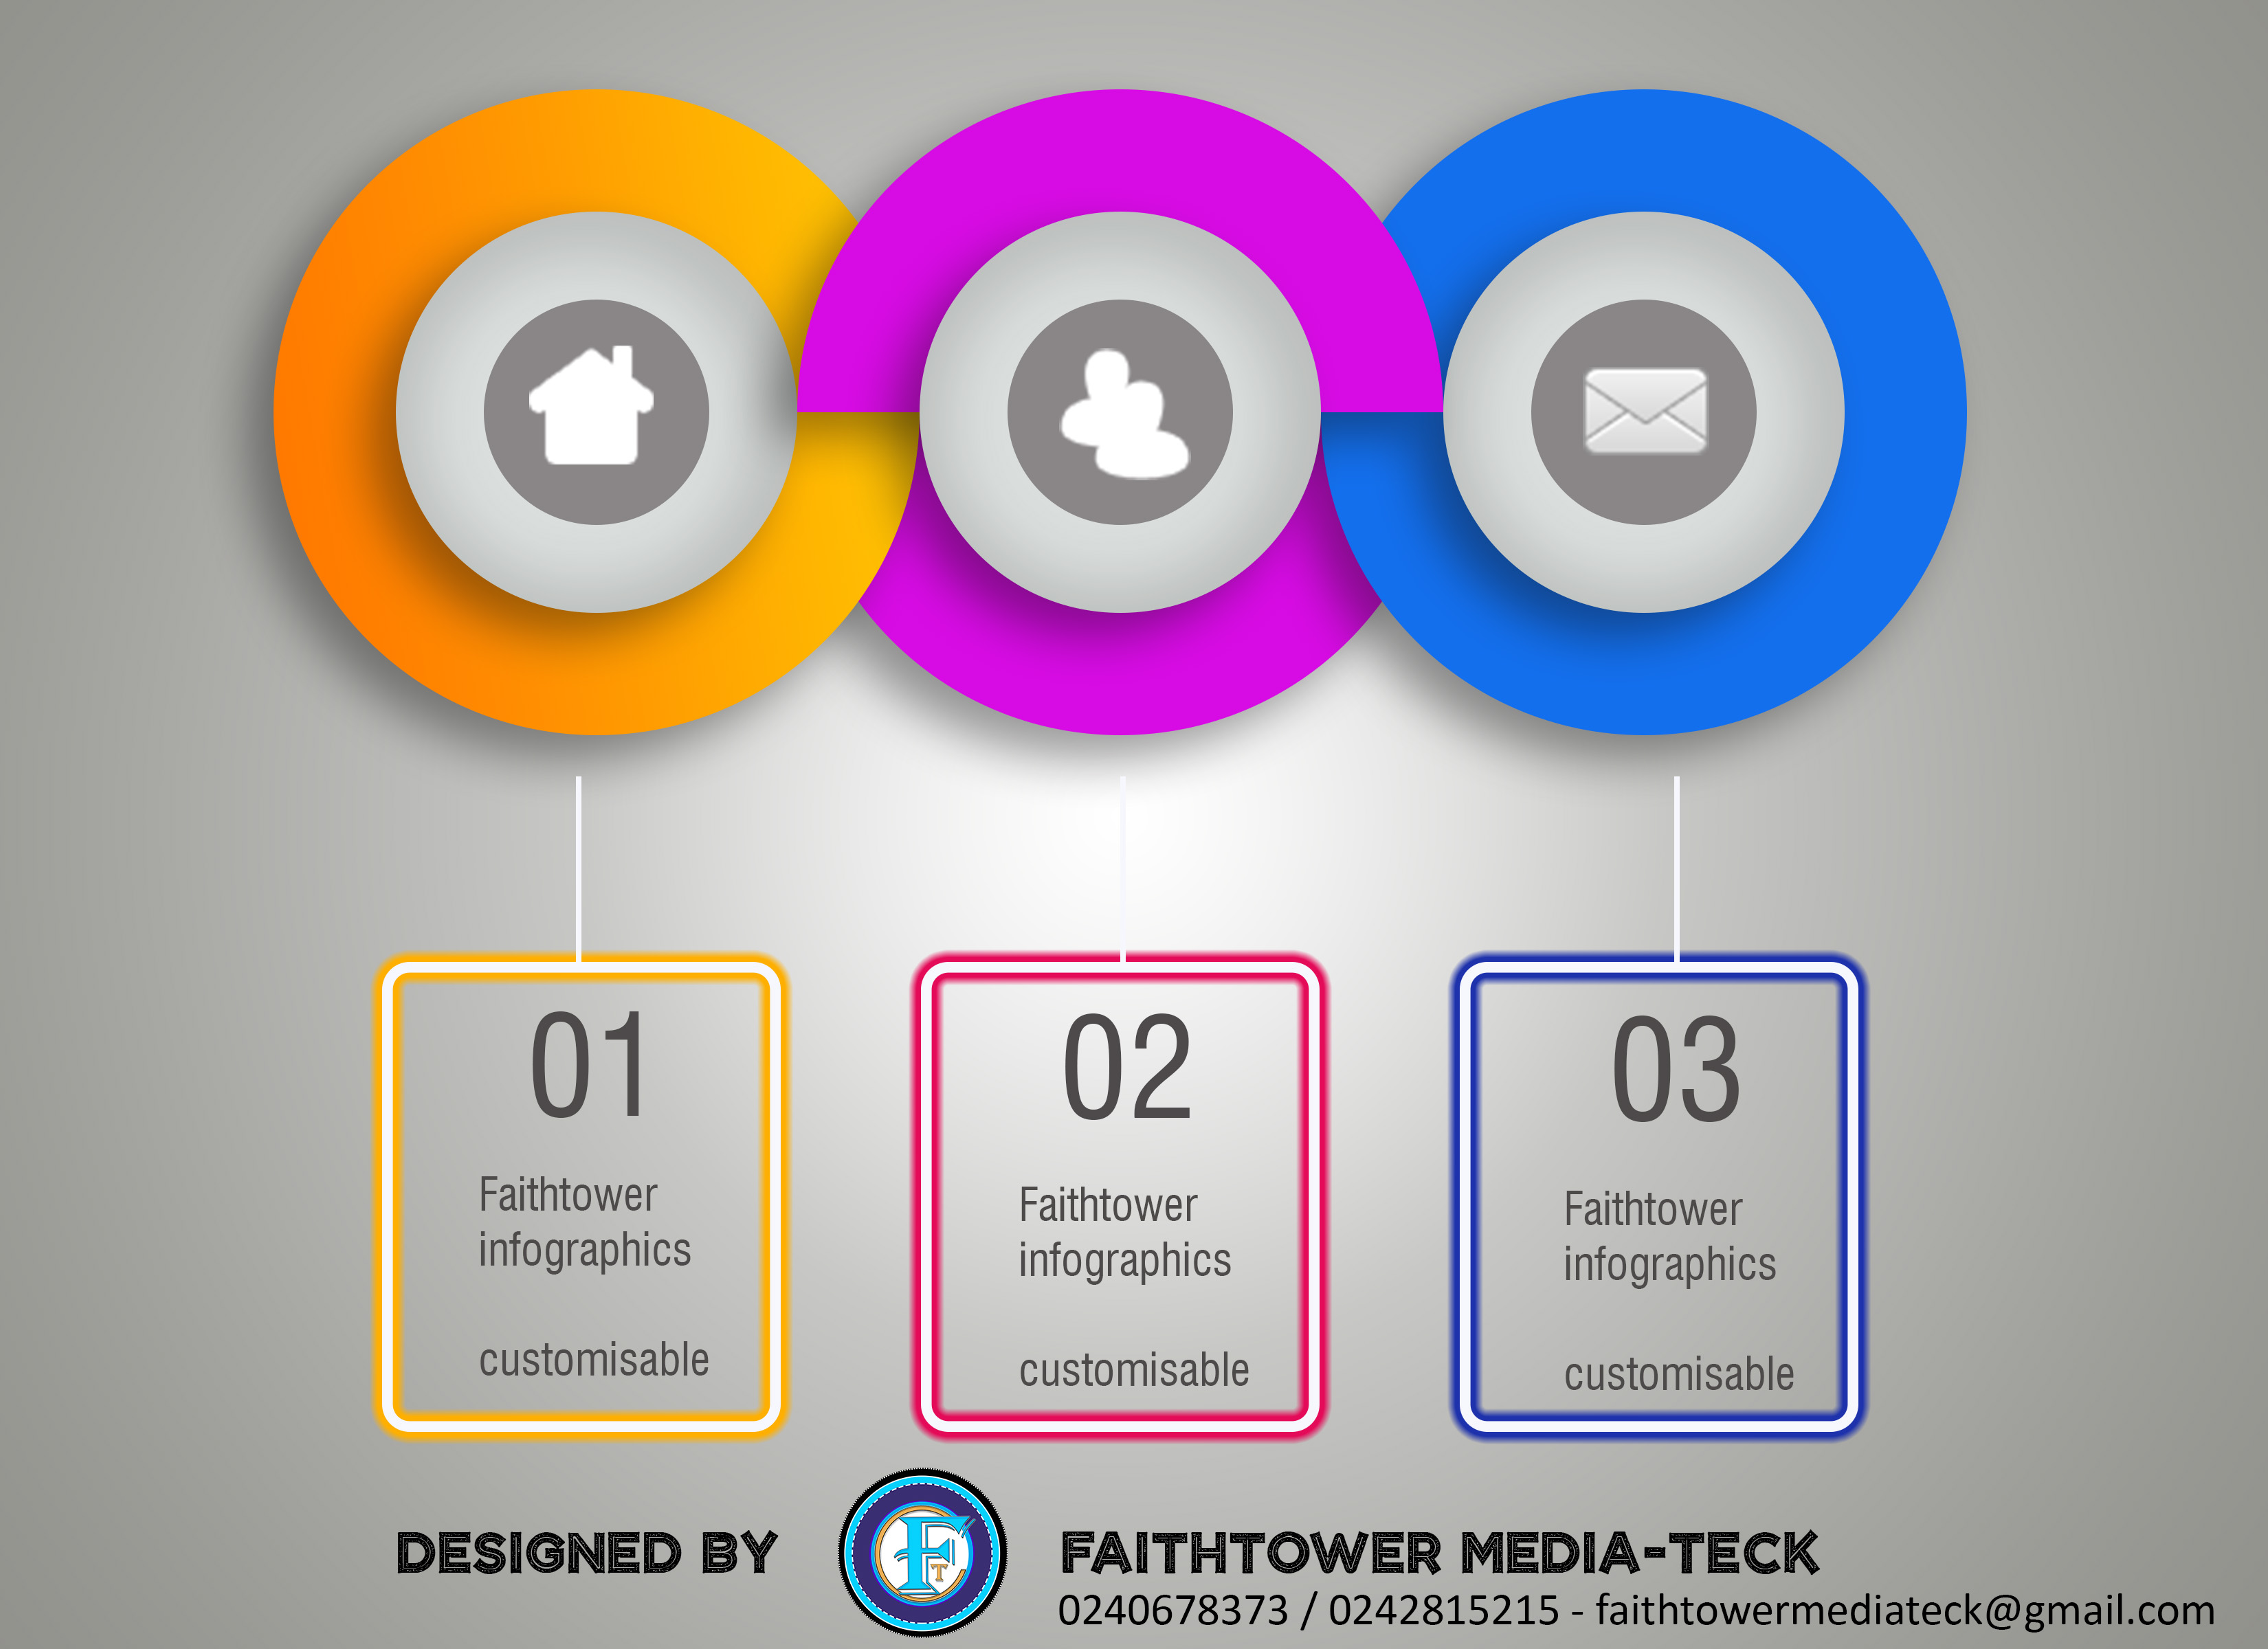 01
Faithtower
infographics
customisable
02
Faithtower
infographics
customisable
03
Faithtower
infographics
customisable
DESIGNED BY
FT
FAITHTOWER MEDIA-TECK
0240678373 / 0242815215 - faithtowermediateck@gmail.com